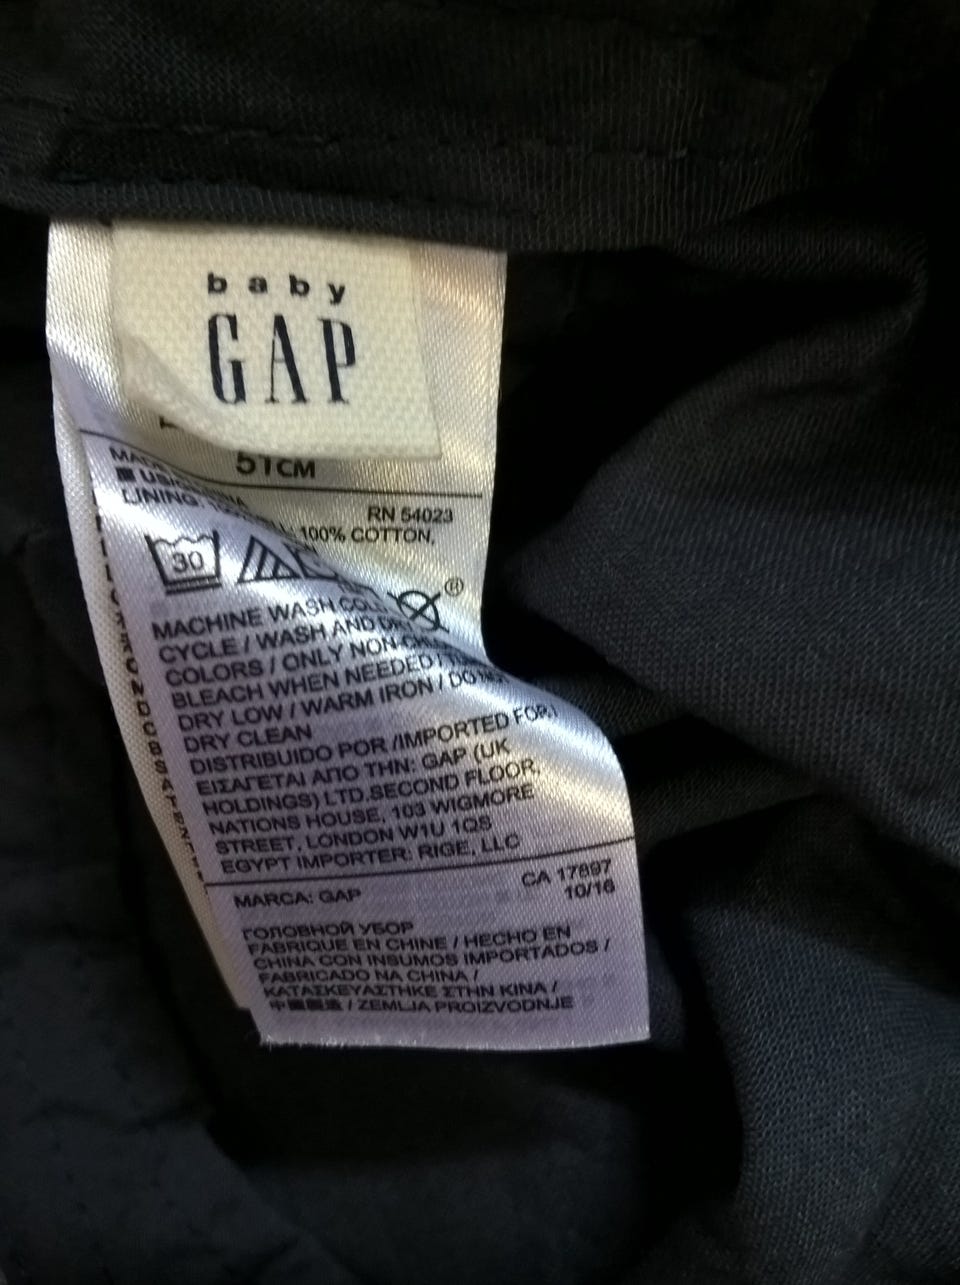 baby
GAP
51CM
RN 54023
LINING: 100% COTTON,
30
®
MACHINE WASH COLD
CYCLE / WASH AND DRY
COLORS / ONLY NON-CHLORINE
BLEACH WHEN NEEDED /
DRY LOW / WARM IRON / DO NOT
DRY CLEAN
DISTRIBUIDO POR /IMPORTED FOR/
ΕΙΣΑΓΕΤΑΙ ΑΠΟ ΤΗΝ: GAP (UK
HOLDINGS) LTD.SECOND FLOOR,
NATIONS HOUSE, 103 WIGMORE
STREET, LONDON W1U 1QS
EGYPT IMPORTER: RIGE, LLC
MARCA: GAP
CA 17897
10/16
ГОЛОВНОЙ УБОР
FABRIQUE EN CHINE / HECHO EN
CHINA CON INSUMOS IMPORTADOS /
FABRICADO NA CHINA /
ΚΑΤΑΣΚΕΥΑΣΤΗΚΕ ΣΤΗΝ ΚΙΝΑ /
/ ZEMLJA PROIZVODNJE